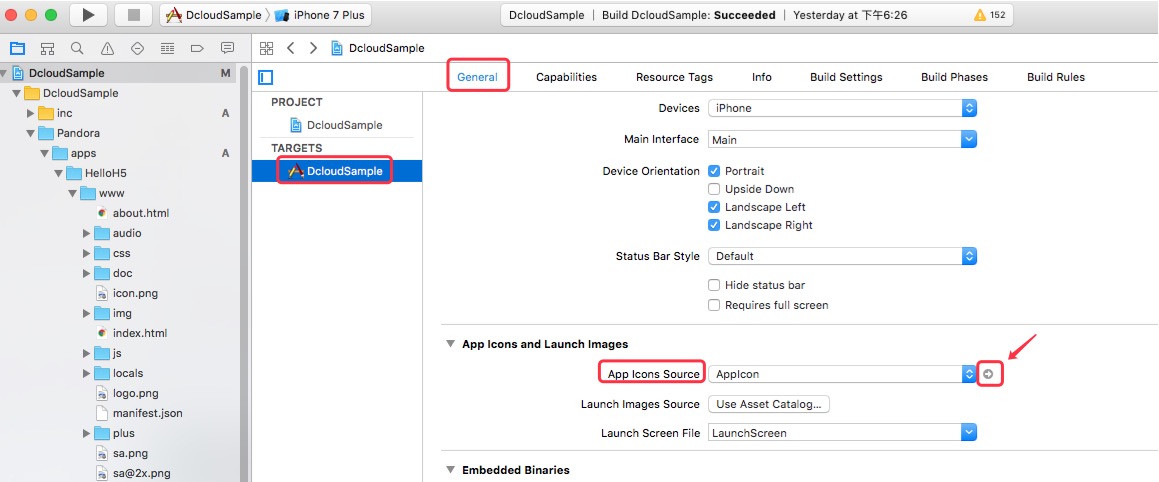 DcloudSample iPhone 7 Plus
DcloudSample | Build DcloudSample: Succeeded | Yesterday at 下午6:26 152
DcloudSample
DcloudSample M
DcloudSample
inc A
Pandora
apps A
HelloH5
www
about.html
audio
css
doc
icon.png
img
index.html
js
locals
logo.png
manifest.json
plus
sa.png
sa@2x.png
General Capabilities Resource Tags Info Build Settings Build Phases Build Rules
PROJECT
DcloudSample
TARGETS
DcloudSample
Devices iPhone
Main Interface Main
Device Orientation Portrait
Upside Down
Landscape Left
Landscape Right
Status Bar Style Default
Hide status bar
Requires full screen
App Icons and Launch Images
App Icons Source AppIcon
Launch Images Source Use Asset Catalog...
Launch Screen File LaunchScreen
Embedded Binaries